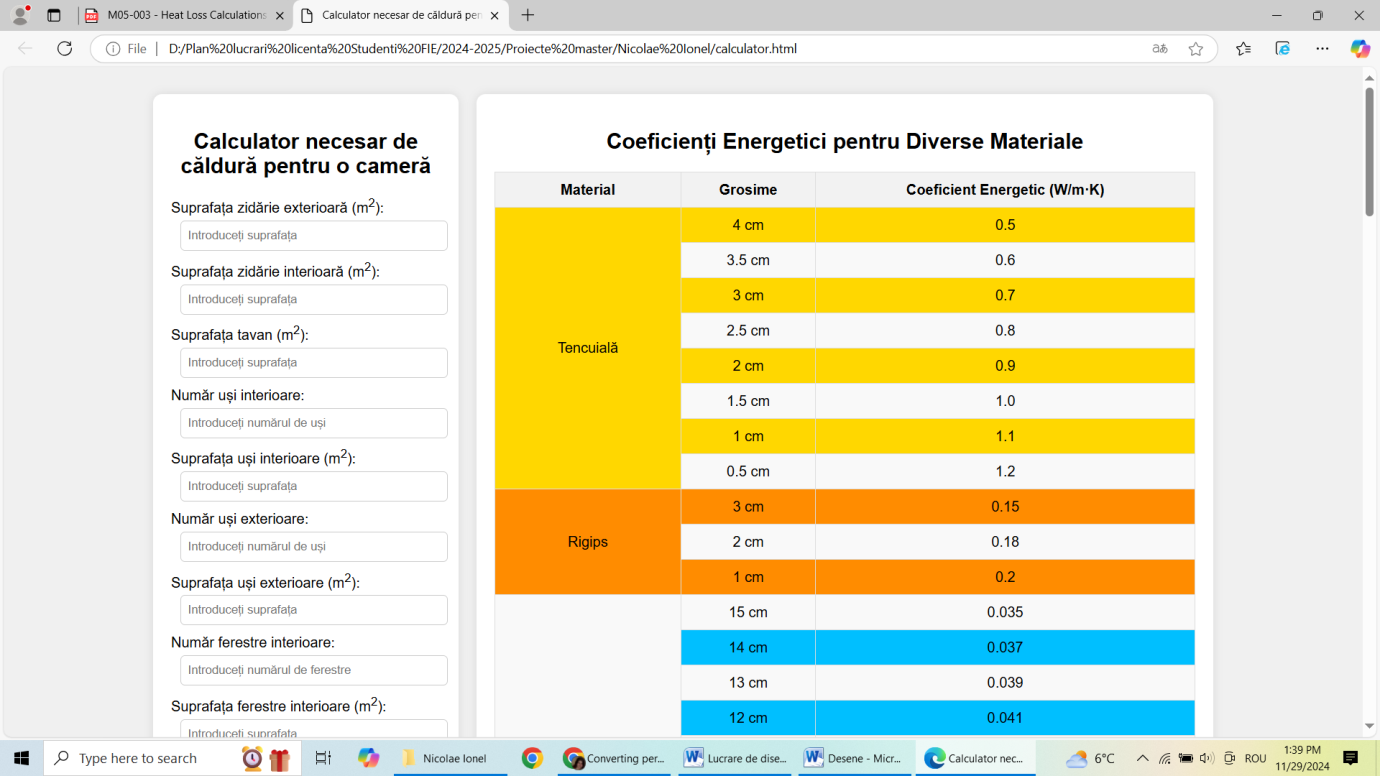 M05-003 - Heat Loss Calculations
Calculator necesar de căldură pen
File
D:/Plan%20lucrari%20licenta%20Studenti%20FIE/2024-2025/Proiecte%20master/Nicolae%20Ionel/calculator.html
Calculator necesar de
căldură pentru o cameră
Suprafața zidărie exterioară (m²):
Introduceți suprafața
Suprafața zidărie interioară (m²):
Introduceți suprafața
Suprafața tavan (m²):
Introduceți suprafața
Număr uși interioare:
Introduceți numărul de uși
Suprafața uși interioare (m²):
Introduceți suprafața
Număr uși exterioare:
Introduceți numărul de uși
Suprafața uși exterioare (m²):
Introduceți suprafața
Număr ferestre interioare:
Introduceți numărul de ferestre
Suprafața ferestre interioare (m²):
Introduceți suprafața
Coeficienți Energetici pentru Diverse Materiale
Material Grosime Coeficient Energetic (W/m·K)
Tencuială
4 cm 0.5
3.5 cm 0.6
3 cm 0.7
2.5 cm 0.8
2 cm 0.9
1.5 cm 1.0
1 cm 1.1
0.5 cm 1.2
Rigips
3 cm 0.15
2 cm 0.18
1 cm 0.2
15 cm 0.035
14 cm 0.037
13 cm 0.039
12 cm 0.041
Type here to search
Nicolae Ionel
Converting per...
Lucrare de dise...
Desene - Micr...
Calculator nec...
6°C
ROU
1:39 PM
11/29/2024